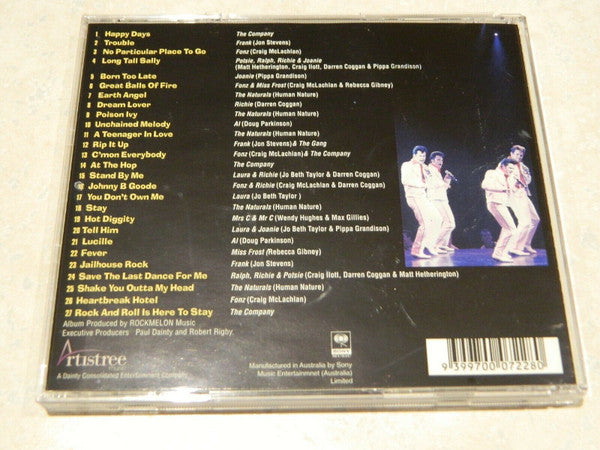 1 Happy Days The Company
2 Trouble Frank (Jon Stevens)
3 No Particular Place To Go Fonz (Craig McLachlan)
4 Long Tall Sally Potsie, Ralph, Richie & Joanie
(Matt Hetherington, Craig Ilott, Darren Coggan & Pippa Grandison)
5 Born Too Late Joanie (Pippa Grandison)
6 Great Balls Of Fire Fonz & Miss Frost (Craig McLachlan & Rebecca Gibney)
7 Earth Angel The Naturals (Human Nature)
8 Dream Lover Richie (Darren Coggan)
9 Poison Ivy The Naturals (Human Nature)
10 Unchained Melody Al (Doug Parkinson)
11 A Teenager In Love The Naturals (Human Nature)
12 Rip It Up Frank (Jon Stevens) & The Gang
13 C'mon Everybody Fonz (Craig McLachlan) & The Company
14 At The Hop The Company
15 Stand By Me Laura & Richie (Jo Beth Taylor & Darren Coggan)
16 Johnny B Goode Fonz & Richie (Craig McLachlan & Darren Coggan)
17 You Don't Own Me Laura (Jo Beth Taylor)
18 Stay The Naturals (Human Nature)
19 Hot Diggity Mrs C & Mr C (Wendy Hughes & Max Gillies)
20 Tell Him Laura & Joanie (Jo Beth Taylor & Pippa Grandison)
21 Lucille Al (Doug Parkinson)
22 Fever Miss Frost (Rebecca Gibney)
23 Jailhouse Rock Frank (Jon Stevens)
24 Save The Last Dance For Me Ralph, Richie & Potsie (Craig Ilott, Darren Coggan & Matt Hetherington)
25 Shake You Outta My Head The Naturals (Human Nature)
26 Heartbreak Hotel Fonz (Craig McLachlan)
27 Rock And Roll Is Here To Stay The Company
Album Produced by ROCKMELON Music
Executive Producers Paul Dainty and Robert Rigby.
Artistree
A Dainty Consolidated Entertainment Company
Manufactured in Australia by Sony
Music Entertainmnet (Australia)
Limited
9 399700 072280